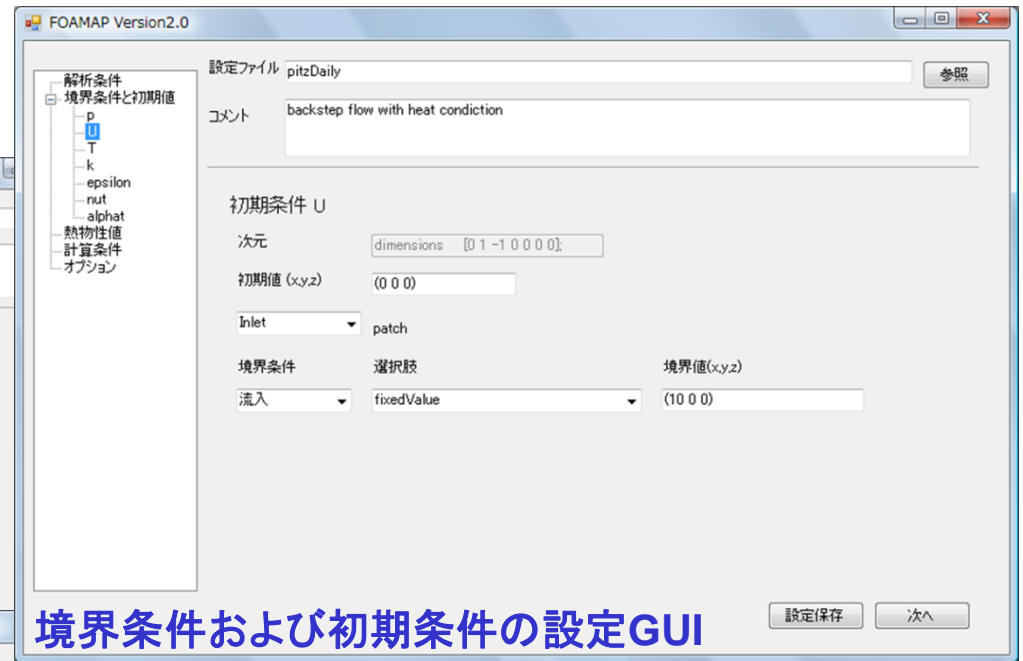 FOAMAP Version2.0
解析条件
境界条件と初期値
p
U
T
k
epsilon
nut
alphat
熱物性値
計算条件
オプション
設定ファイル pitzDaily 参照
コメント backstep flow with heat condiction
初期条件 U
次元 dimensions [0 1 -1 0 0 0 0];
初期値 (x,y,z) (0 0 0)
Inlet patch
境界条件 選択肢 境界値(x,y,z)
流入 fixedValue (10 0 0)
設定保存 次へ
境界条件および初期条件の設定GUI